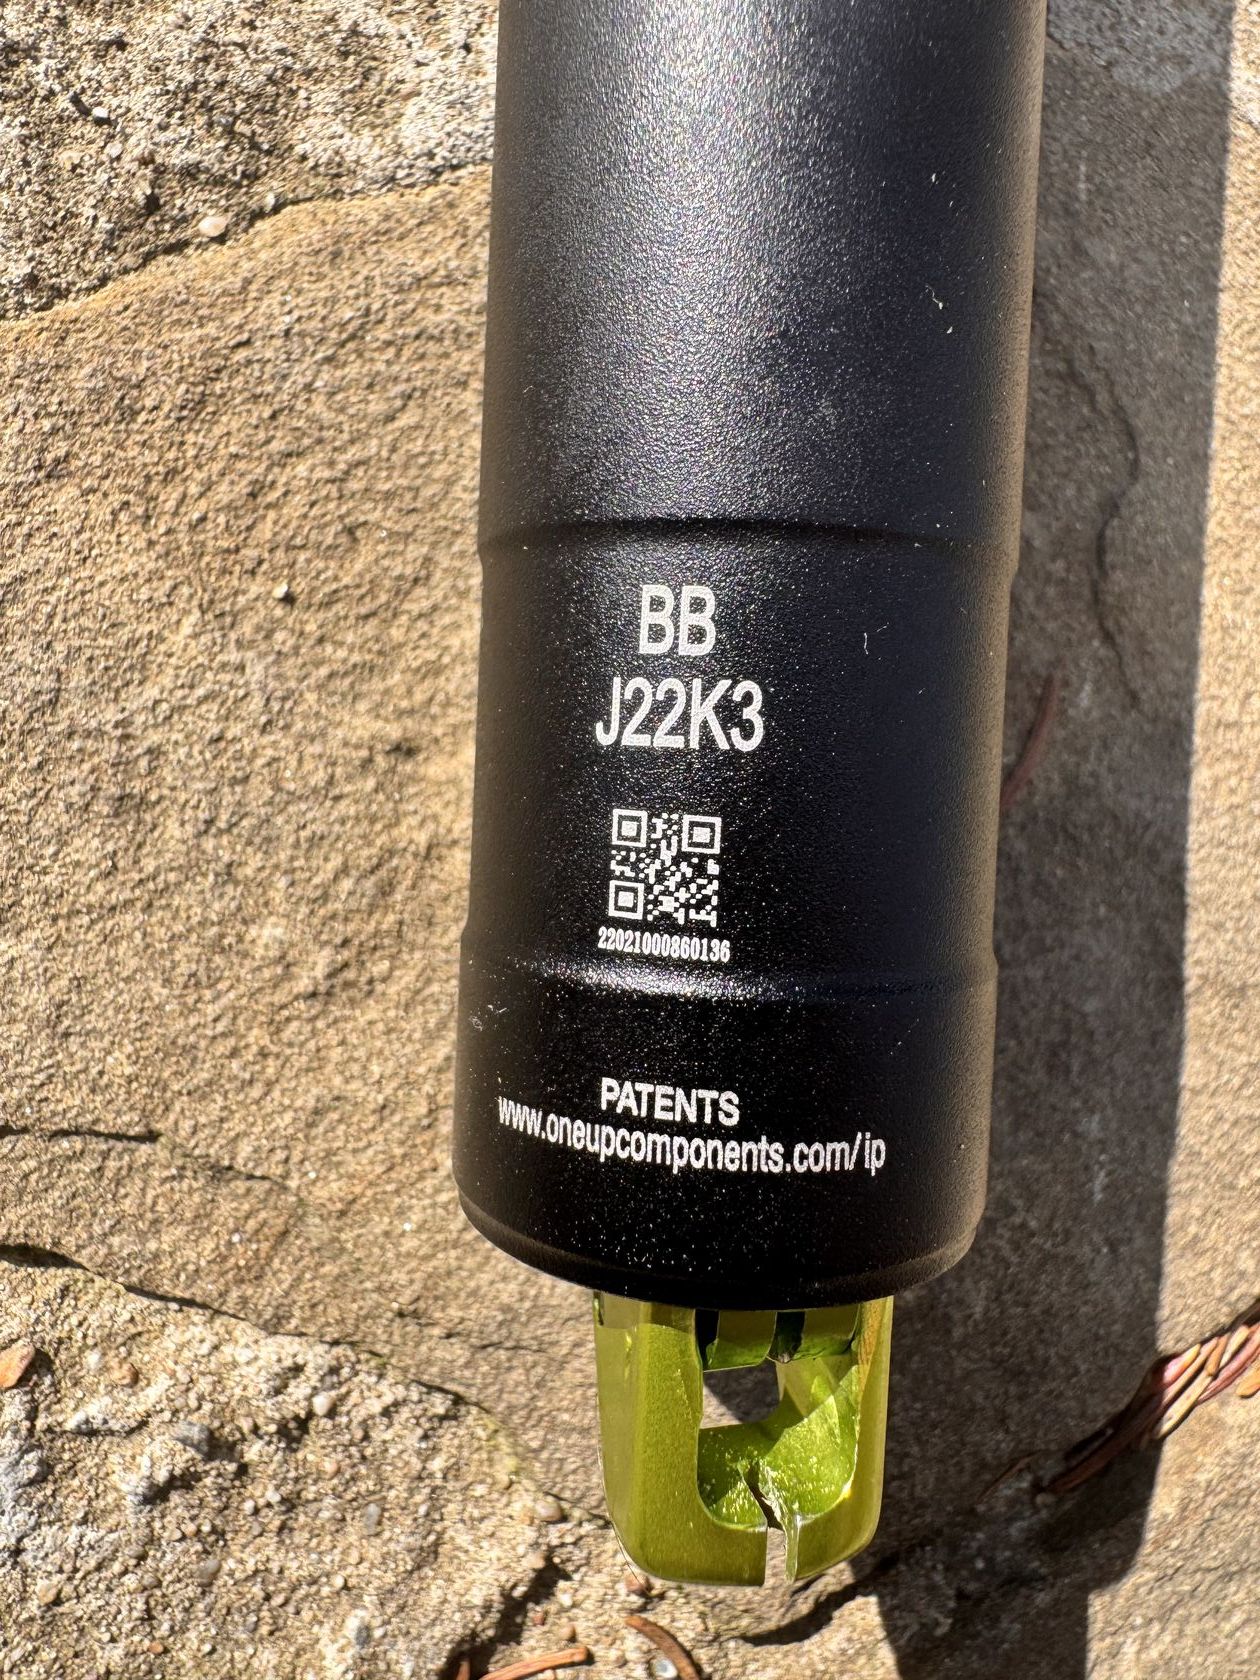 BB
J22K3
22021000860136
PATENTS
www.oneupcomponents.com/ip